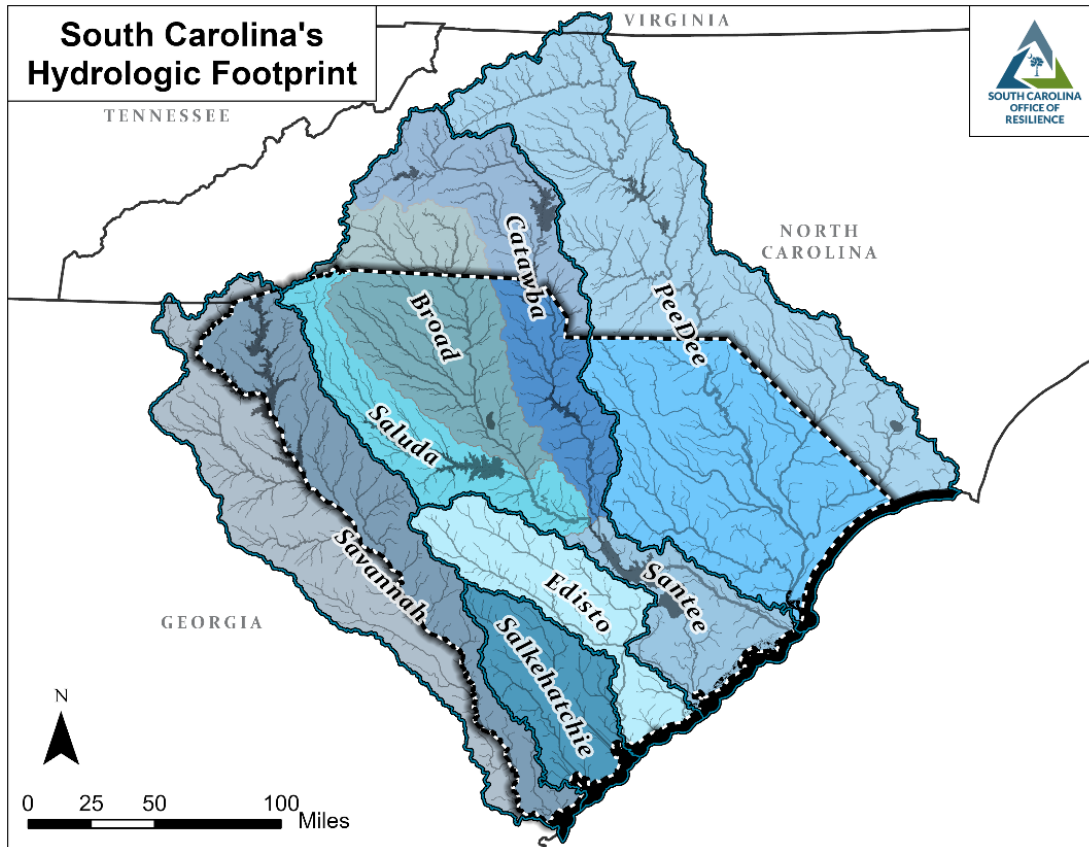 South Carolina's
Hydrologic Footprint
VIRGINIA
SOUTH CAROLINA
OFFICE OF
RESILIENCE
TENNESSEE
NORTH
CAROLINA
Catawba
PeeDee
Broad
Saluda
Savannah
Edisto
Santee
Salkehatchie
GEORGIA
N
0 25 50 100
Miles